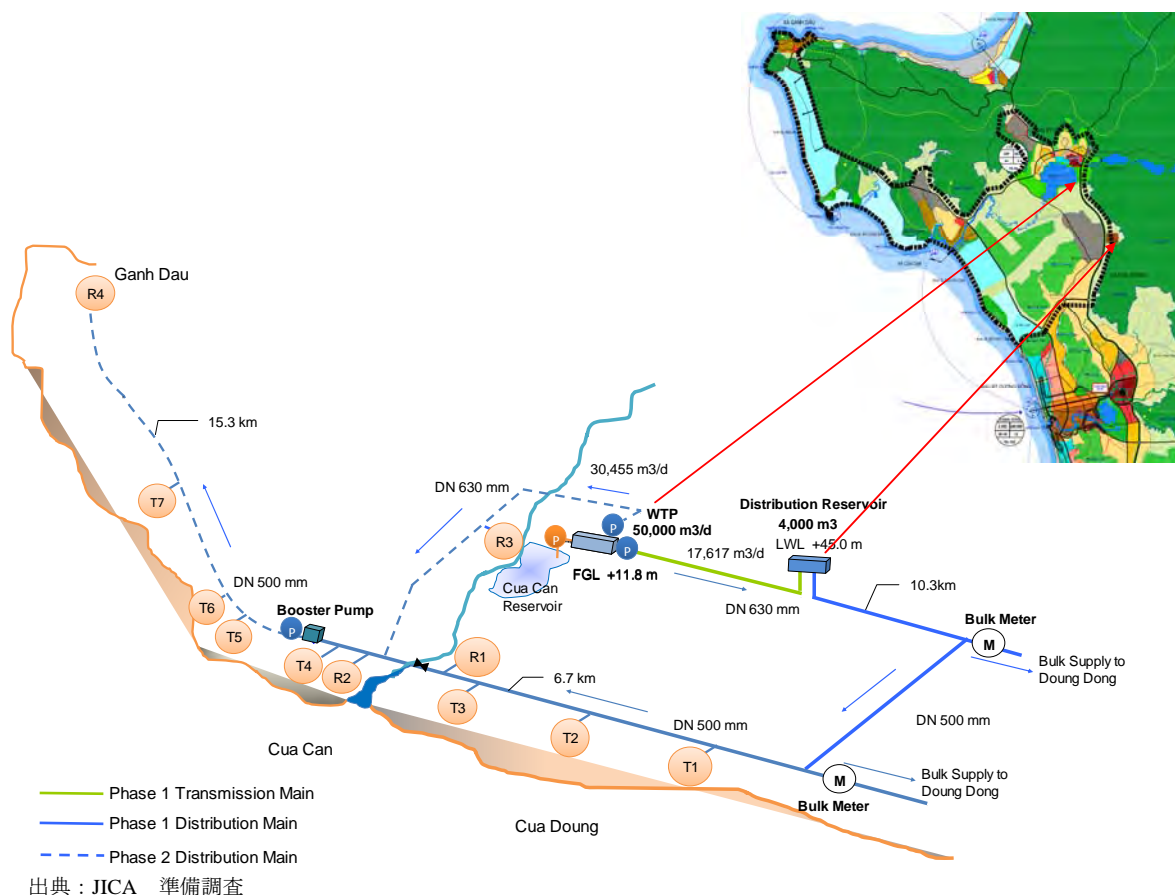 XA GANH DAU
Ganh Dau
R4
15.3 km
30,455 m3/d
DN 630 mm
WTP
50,000 m3/d
Distribution Reservoir
4,000 m3
LWL +45.0 m
T7
R3
P
P
P
17,617 m3/d
FGL +11.8 m
Cua Can
Reservoir
DN 630 mm
10.3km
DN 500 mm
T6
T5
Booster Pump
P
Bulk Meter
M
T4
R2
R1
Bulk Supply to
Doung Dong
6.7 km
T3
DN 500 mm
DN 500 mm
T2
T1
Cua Can
M
Bulk Supply to
Doung Dong
Bulk Meter
Phase 1 Transmission Main
Phase 1 Distribution Main
Cua Doung
Phase 2 Distribution Main
出典：JICA 準備調査